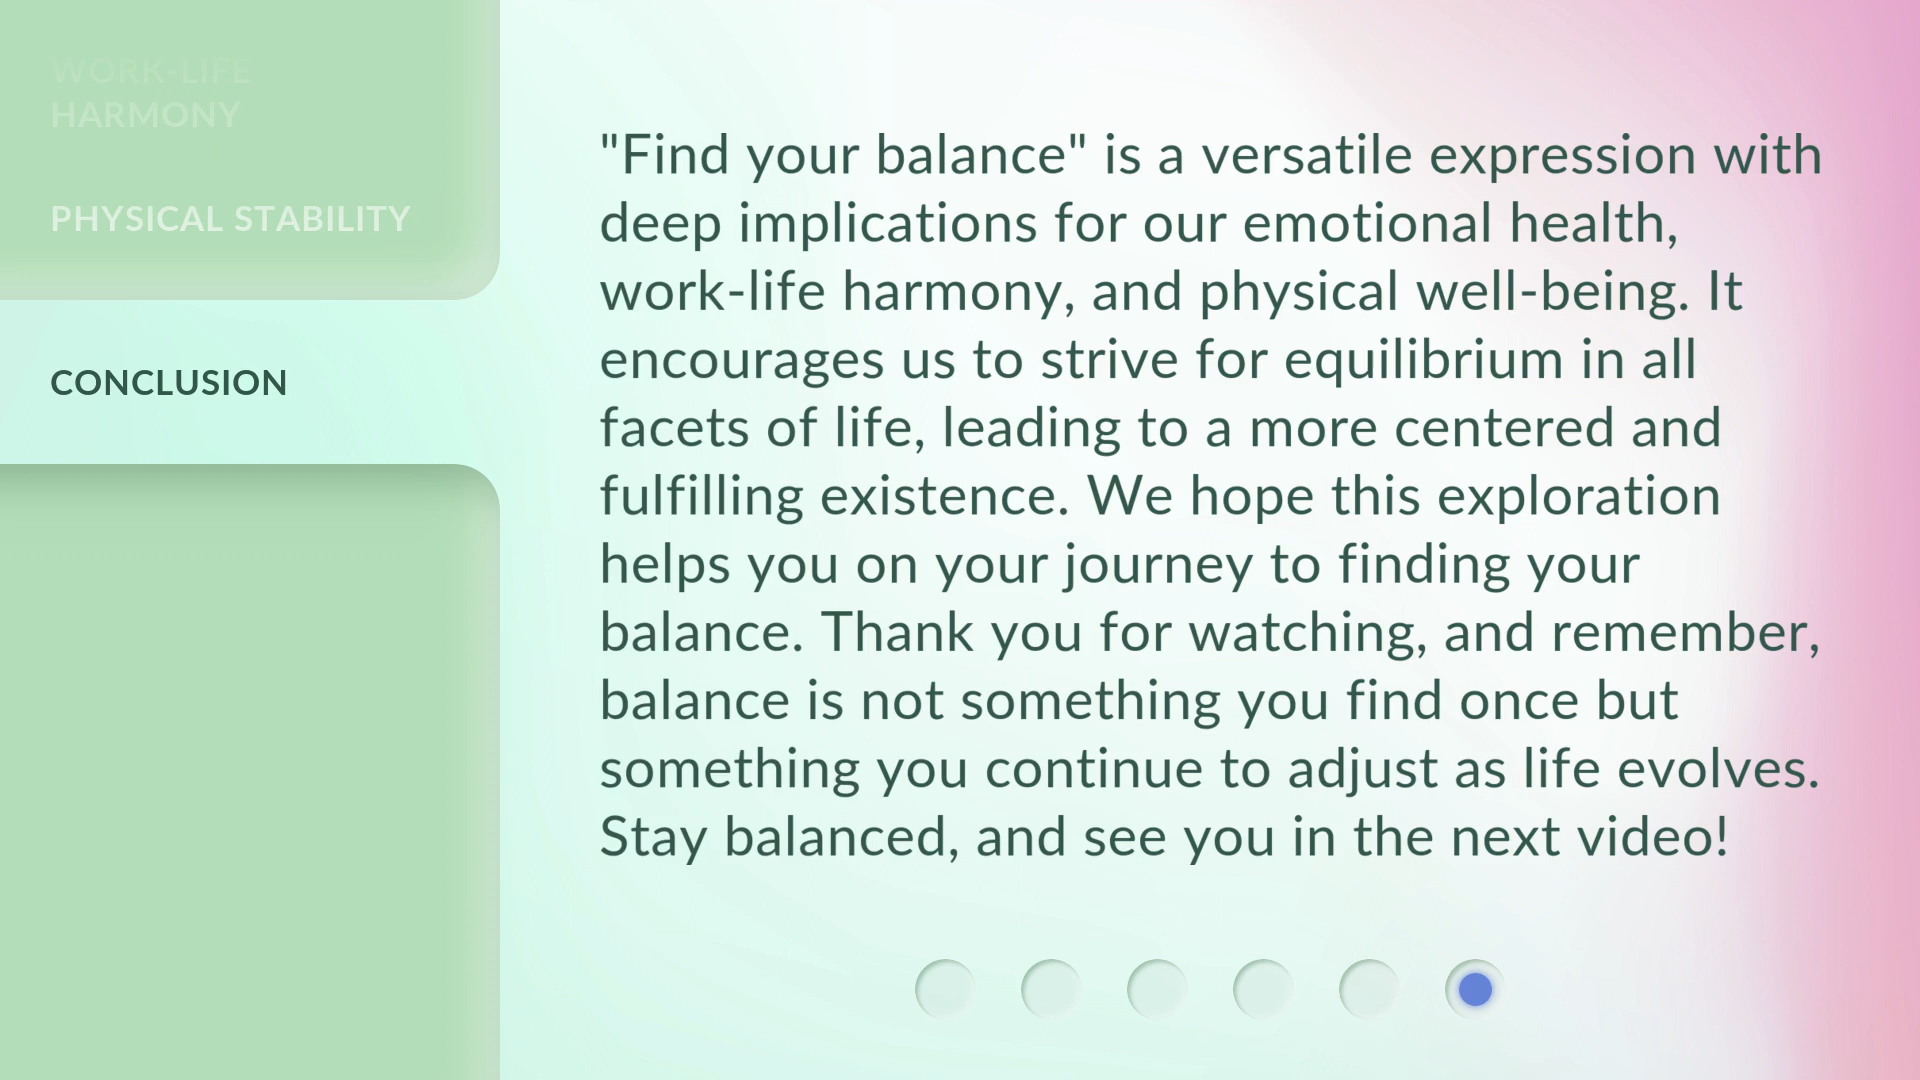 WORK-LIFE
HARMONY
PHYSICAL STABILITY
CONCLUSION
"Find your balance" is a versatile expression with
deep implications for our emotional health,
work-life harmony, and physical well-being. It
encourages us to strive for equilibrium in all
facets of life, leading to a more centered and
fulfilling existence. We hope this exploration
helps you on your journey to finding your
balance. Thank you for watching, and remember,
balance is not something you find once but
something you continue to adjust as life evolves.
Stay balanced, and see you in the next video!